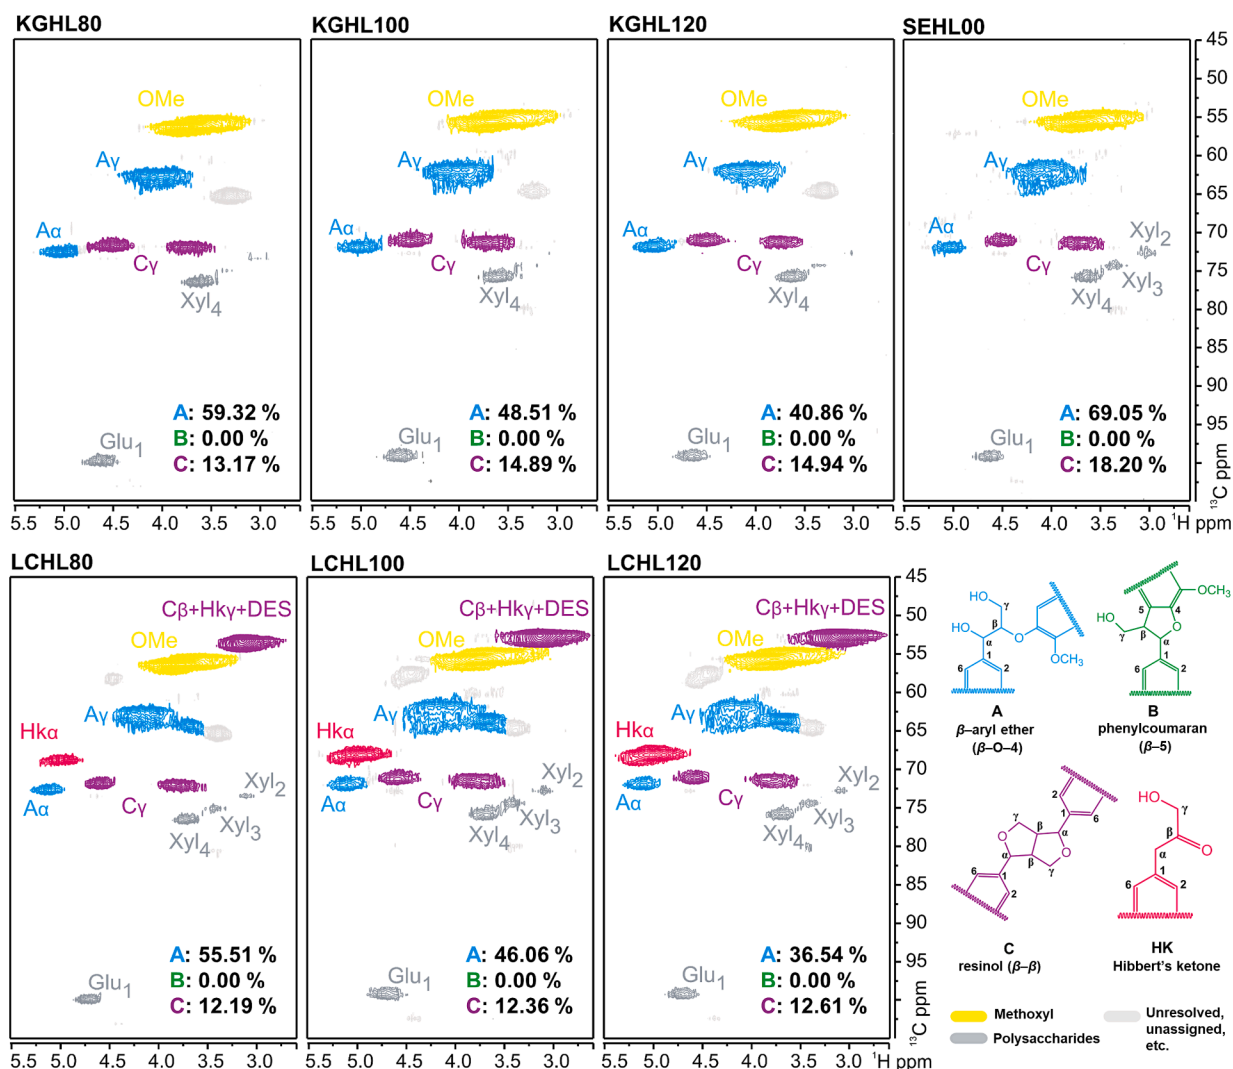 KGHL80
KGHL100
KGHL120
SEHL00
OMe
Aγ
Aα
Cγ
Xyl4
Glu1
A: 59.32 %
B: 0.00 %
C: 13.17 %
5.5 5.0 4.5 4.0 3.5 3.0
OMe
Aγ
Aα
Cγ
Xyl4
Glu1
A: 48.51 %
B: 0.00 %
C: 14.89 %
5.5 5.0 4.5 4.0 3.5 3.0
OMe
Aγ
Aα
Cγ
Xyl4
Glu1
A: 40.86 %
B: 0.00 %
C: 14.94 %
5.5 5.0 4.5 4.0 3.5 3.0
OMe
Aγ
Aα
Cγ
Xyl2
Xyl3
Xyl4
Glu1
A: 69.05 %
B: 0.00 %
C: 18.20 %
5.5 5.0 4.5 4.0 3.5 3.0 1H ppm
45
50
55
60
65
70
75
80
85
90
95
13C ppm
LCHL80
LCHL100
LCHL120
Cβ+Hkγ+DES
OMe
Aγ
Hkα
Aα
Cγ
Xyl2
Xyl3
Xyl4
Glu1
A: 55.51 %
B: 0.00 %
C: 12.19 %
5.5 5.0 4.5 4.0 3.5 3.0
Cβ+Hkγ+DES
OMe
Aγ
Hkα
Aα
Cγ
Xyl2
Xyl3
Xyl4
Glu1
A: 46.06 %
B: 0.00 %
C: 12.36 %
5.5 5.0 4.5 4.0 3.5 3.0
Cβ+Hkγ+DES
OMe
Aγ
Hkα
Aα
Cγ
Xyl2
Xyl3
Xyl4
Glu1
A: 36.54 %
B: 0.00 %
C: 12.61 %
5.5 5.0 4.5 4.0 3.5 3.0 1H ppm
45
50
55
60
65
70
75
80
85
90
95
13C ppm
HO
γ
β
HO
α
O
1
6
2
OCH3
A
β–aryl ether
(β–O–4)
OCH3
5
4
HO
γ
β
α
O
1
6
2
B
phenylcoumaran
(β–5)
2
1
6
γ
β
α
O
O
α
β
γ
6
1
2
C
resinol (β–β)
HO
γ
β
O
α
1
6
2
HK
Hibbert's ketone
Methoxyl
Polysaccharides
Unresolved,
unassigned,
etc.